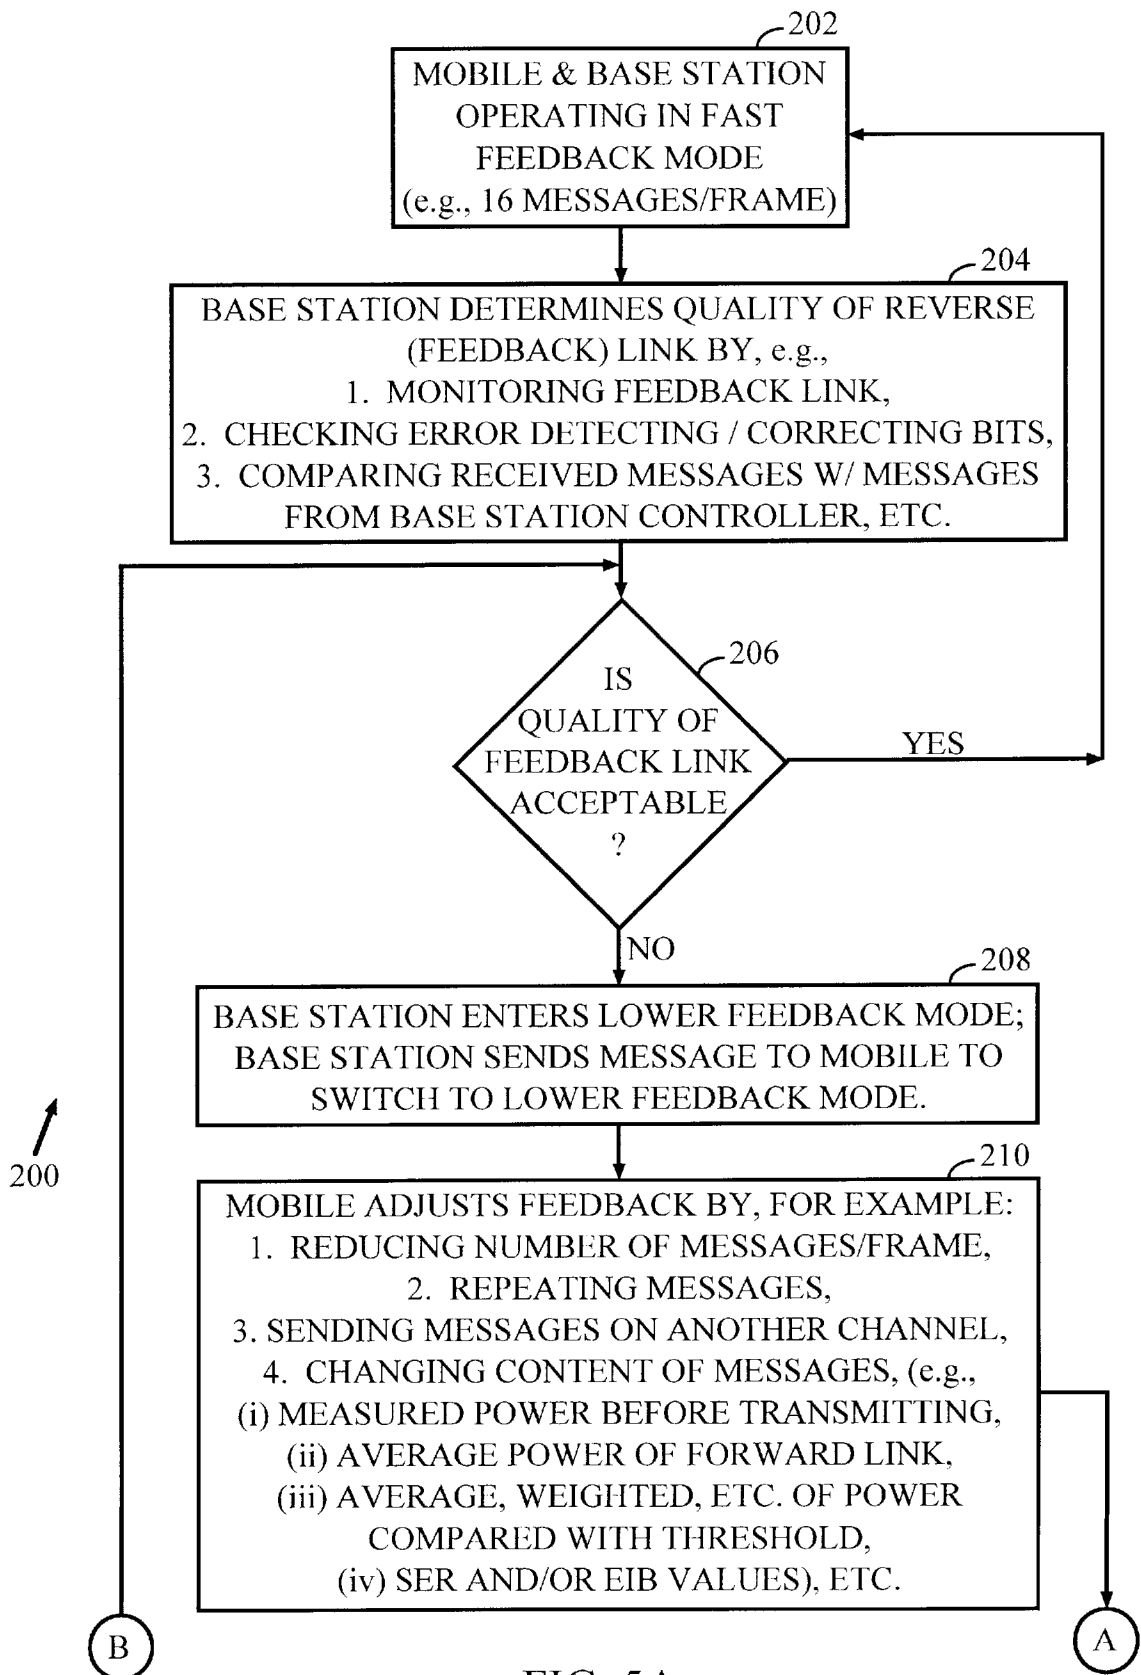 202
MOBILE & BASE STATION
OPERATING IN FAST
FEEDBACK MODE
(e.g., 16 MESSAGES/FRAME)
204
BASE STATION DETERMINES QUALITY OF REVERSE
(FEEDBACK) LINK BY, e.g.,
1. MONITORING FEEDBACK LINK,
2. CHECKING ERROR DETECTING / CORRECTING BITS,
3. COMPARING RECEIVED MESSAGES W/ MESSAGES
FROM BASE STATION CONTROLLER, ETC.
206
IS
QUALITY OF
FEEDBACK LINK
ACCEPTABLE
?
YES
NO
208
BASE STATION ENTERS LOWER FEEDBACK MODE;
BASE STATION SENDS MESSAGE TO MOBILE TO
SWITCH TO LOWER FEEDBACK MODE.
200
210
MOBILE ADJUSTS FEEDBACK BY, FOR EXAMPLE:
1. REDUCING NUMBER OF MESSAGES/FRAME,
2. REPEATING MESSAGES,
3. SENDING MESSAGES ON ANOTHER CHANNEL,
4. CHANGING CONTENT OF MESSAGES, (e.g.,
(i) MEASURED POWER BEFORE TRANSMITTING,
(ii) AVERAGE POWER OF FORWARD LINK,
(iii) AVERAGE, WEIGHTED, ETC. OF POWER
COMPARED WITH THRESHOLD,
(iv) SER AND/OR EIB VALUES), ETC.
B
A
FIG. 5A